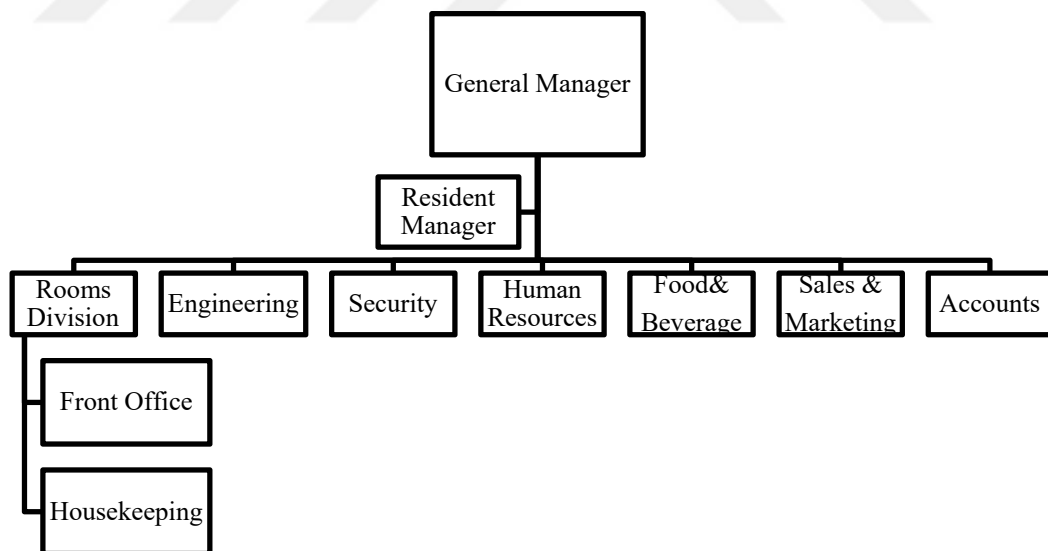 General Manager
Resident
Manager
Rooms
Division
Engineering
Security
Human
Resources
Food&
Beverage
Sales &
Marketing
Accounts
Front Office
Housekeeping